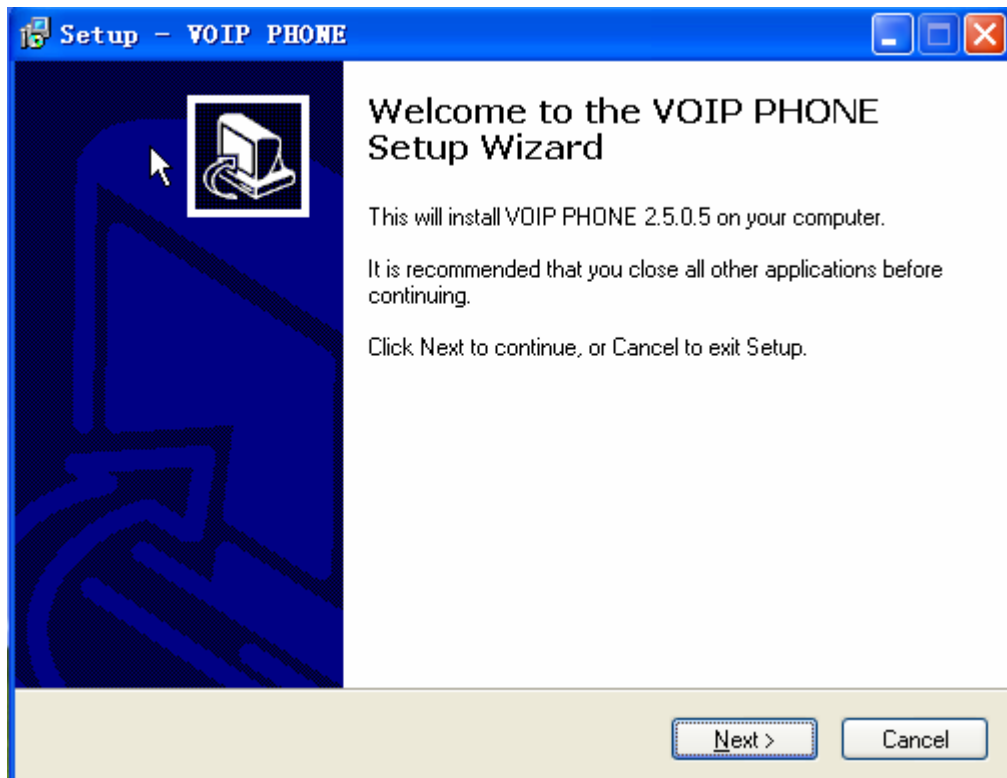 Setup - VOIP PHONE
Welcome to the VOIP PHONE
Setup Wizard
This will install VOIP PHONE 2.5.0.5 on your computer.
It is recommended that you close all other applications before
continuing.
Click Next to continue, or Cancel to exit Setup.
Next >
Cancel